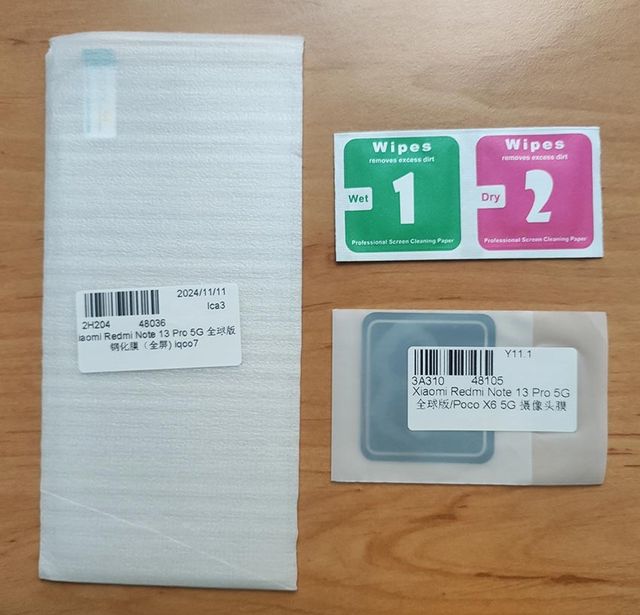 2024/11/11
lca3
2H204 48036
iaomi Redmi Note 13 Pro 5G 全球版
钢化膜（全屏) iqoo7
Wipes
removes excess dirt
Wet
1
Professional Screen Cleaning Paper
Wipes
removes excess dirt
Dry
2
Professional Screen Cleaning Paper
Y11.1
3A310 48105
Xiaomi Redmi Note 13 Pro 5G
全球版/Poco X6 5G 摄像头膜